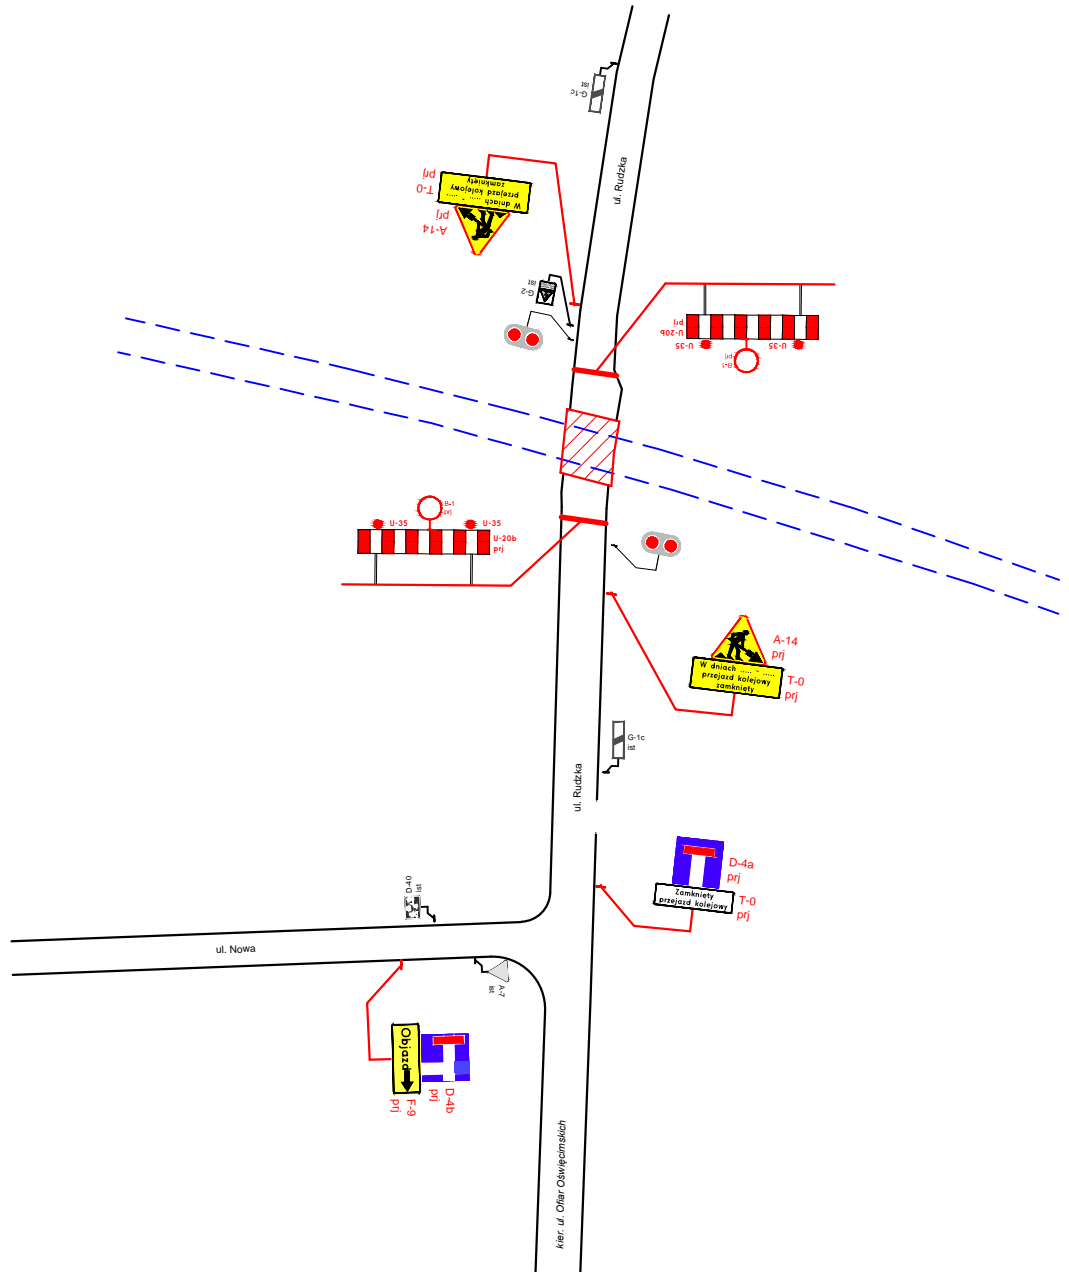 G-1c
ist
ul. Rudzka
W dniach ..... - .....
przejazd kolejowy
zamknięty
T-0
prj
A-14
prj
G-2
ist
U-20b
prj
U-35
U-35
B-1
prj
B-1
prj
U-35
U-35
U-20b
prj
A-14
prj
W dniach ..... - .....
przejazd kolejowy
zamknięty
T-0
prj
G-1c
ist
ul. Rudzka
D-4a
prj
Zamknięty
przejazd kolejowy
T-0
prj
D-40
ist
ul. Nowa
A-7
ist
Objazd
D-4b
prj
F-9
prj
kier. ul. Ofiar Oświęcimskich